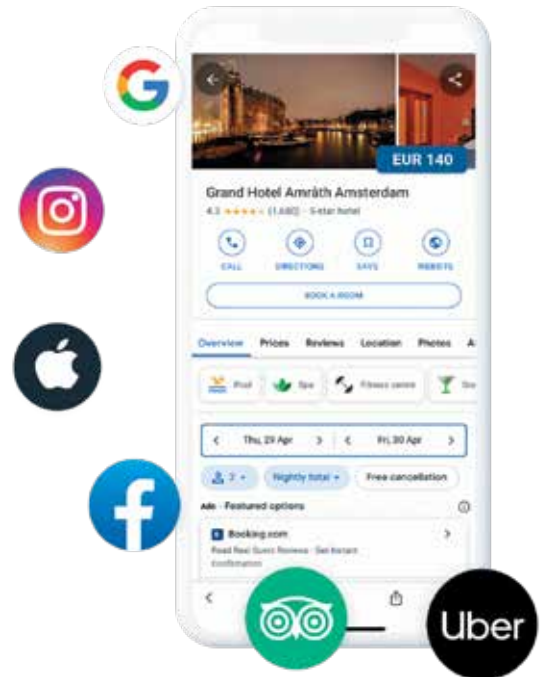 EUR 140
Grand Hotel Amràth Amsterdam
4.3 (1,680) · 5-star hotel
CALL DIRECTIONS SAVE WEBSITE
BOOK A ROOM
Overview Prices Reviews Location Photos A
Pool Spa Fitness centre
Thu, 29 Apr Fri, 30 Apr
2 Nightly total Free cancellation
Ads · Featured options
Booking.com
Read Real Guest Reviews · Get Instant
Confirmation
Uber